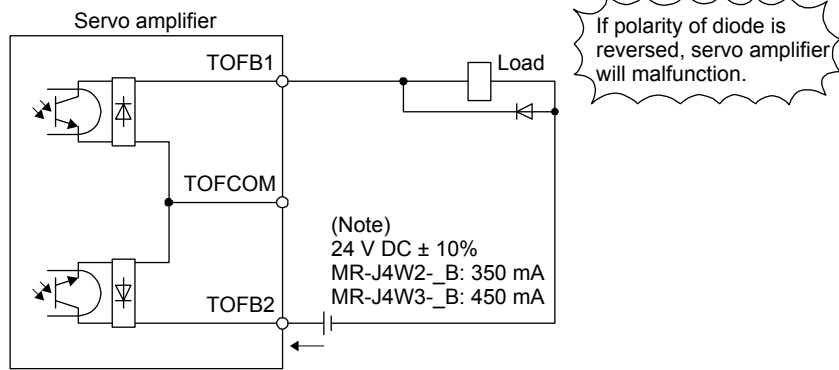 Servo amplifier
If polarity of diode is
reversed, servo amplifier
will malfunction.
TOFB1
Load
TOFCOM
(Note)
24 V DC ± 10%
MR-J4W2-_B: 350 mA
MR-J4W3-_B: 450 mA
TOFB2